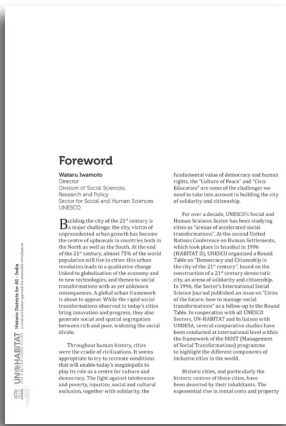 Foreword
Wataru Iwamoto
Director
Division of Social Sciences,
Research and Policy
Sector for Social and Human Sciences
UNESCO
Building the city of the 21st century is
a major challenge: the city, victim of
unprecedented urban growth has become
the centre of upheavals in countries both in
the North as well as the South. At the end
of the 21st century, almost 75% of the world
population will live in cities: this urban
revolution leads to a qualitative change
linked to globalisation of the economy and
to new technologies, and thence to social
transformations with as yet unknown
consequences. A global urban framework
is about to appear. While the rapid social
transformations observed in today's cities
bring innovation and progress, they also
generate social and spatial segregation
between rich and poor, widening the social
divide.
Throughout human history, cities
were the cradle of civilisations. It seems
appropriate to try to recreate conditions
that will enable today's megalopolis to
play its role as a centre for culture and
democracy. The fight against intolerance
and poverty, injustice, social and cultural
exclusion, together with solidarity, the
fundamental value of democracy and human
rights, the "Culture of Peace" and "Civic
Education" are some of the challenges we
need to take into account in building the city
of solidarity and citizenship.
For over a decade, UNESCO's Social and
Human Sciences Sector has been studying
cities as "arenas of accelerated social
transformations". At the second United
Nations Conference on Human Settlements,
which took place in Istanbul in 1996
(HABITAT II), UNESCO organized a Round
Table on "Democracy and Citizenship in
the city of the 21st century", based on the
construction of a 21st century democratic
city, an arena of solidarity and citizenship.
In 1996, the Sector's International Social
Science Journal published an issue on "Cities
of the future: how to manage social
transformations" as a follow-up to the Round
Table. In cooperation with all UNESCO
Sectors, UN-HABITAT and in liaison with
UNDESA, several comparative studies have
been conducted at international level within
the framework of the MOST (Management
of Social Transformations) programme
to highlight the different components of
inclusive cities in the world.
Historic cities, and particularly the
historic centres of those cities, have
been deserted by their inhabitants. The
exponential rise in rental costs and property
UN-HABITAT
Historic Districts for All - India